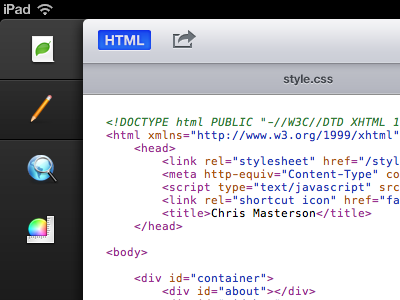 iPad
HTML
style.css
<!DOCTYPE html PUBLIC "-//W3C//DTD XHTML 1
<html xmlns="http://www.w3.org/1999/xhtml"
<head>
<link rel="stylesheet" href="/styl
<meta http-equiv="Content-Type" co
<script type="text/javascript" src
<link rel="shortcut icon" href="fa
<title>Chris Masterson</title>
</head>
<body>
<div id="container">
<div id="about"></div>